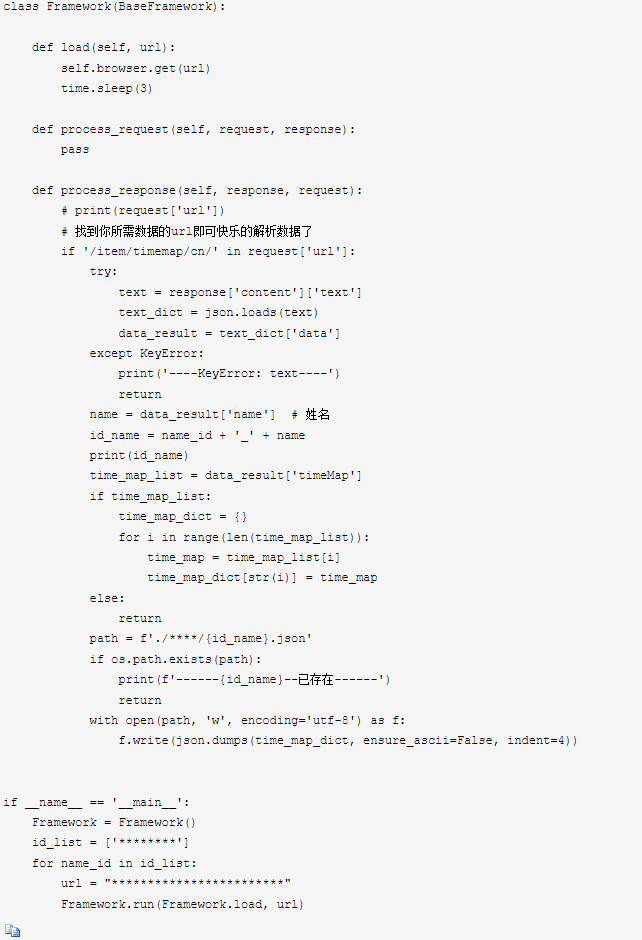 class Framework(BaseFramework):
    def load(self, url):
        self.browser.get(url)
        time.sleep(3)
    def process_request(self, request, response):
        pass
    def process_response(self, response, request):
        # print(request['url'])
        # 找到你所需数据的url即可快乐的解析数据了
        if '/item/timemap/cn/' in request['url']:
            try:
                text = response['content']['text']
                text_dict = json.loads(text)
                data_result = text_dict['data']
            except KeyError:
                print('----KeyError: text----')
                return
            name = data_result['name']  # 姓名
            id_name = name_id + '_' + name
            print(id_name)
            time_map_list = data_result['timeMap']
            if time_map_list:
                time_map_dict = {}
                for i in range(len(time_map_list)):
                    time_map = time_map_list[i]
                    time_map_dict[str(i)] = time_map
            else:
                return
            path = f'./****/{id_name}.json'
            if os.path.exists(path):
                print(f'------{id_name}--已存在------')
                return
            with open(path, 'w', encoding='utf-8') as f:
                f.write(json.dumps(time_map_dict, ensure_ascii=False, indent=4))
if __name__ == '__main__':
    Framework = Framework()
    id_list = ['********']
    for name_id in id_list:
        url = "************************"
        Framework.run(Framework.load, url)